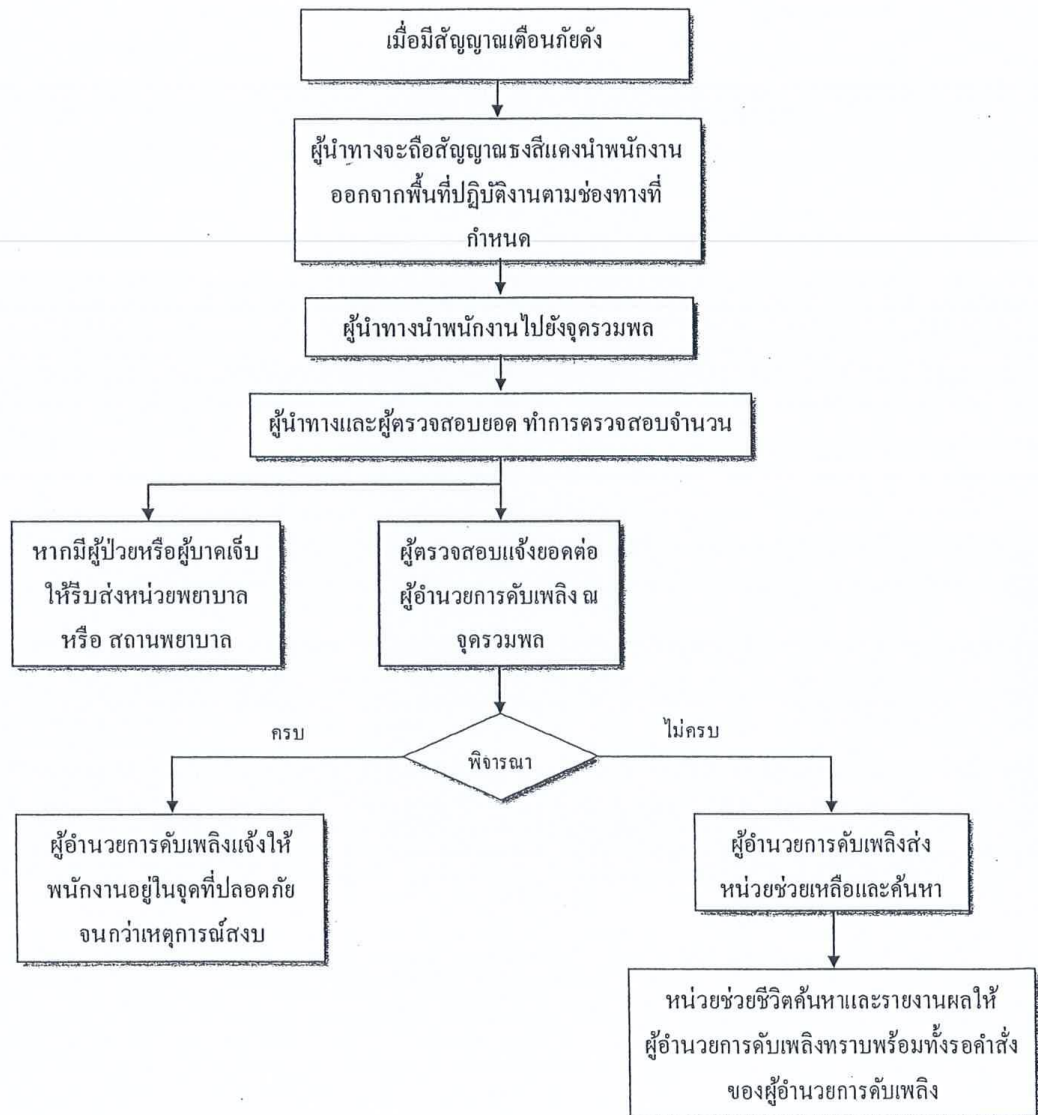 เมื่อมีสัญญาณเตือนภัยดัง
ผู้นำทางจะถือสัญญาณธงสีแดงนำพนักงาน
ออกจากพื้นที่ปฏิบัติงานตามช่องทางที่
กำหนด
ผู้นำทางนำพนักงานไปยังจุดรวมพล
ผู้นำทางและผู้ตรวจสอบยอด ทำการตรวจสอบจำนวน
หากมีผู้ป่วยหรือผู้บาดเจ็บ
ให้รีบส่งหน่วยพยาบาล
หรือ สถานพยาบาล
ผู้ตรวจสอบแจ้งยอดต่อ
ผู้อำนวยการดับเพลิง ณ
จุดรวมพล
พิจารณา
ครบ
ไม่ครบ
ผู้อำนวยการดับเพลิงแจ้งให้
พนักงานอยู่ในจุดที่ปลอดภัย
จนกว่าเหตุการณ์สงบ
ผู้อำนวยการดับเพลิงส่ง
หน่วยช่วยเหลือและค้นหา
หน่วยช่วยชีวิตค้นหาและรายงานผลให้
ผู้อำนวยการดับเพลิงทราบพร้อมทั้งรอคำสั่ง
ของผู้อำนวยการดับเพลิง